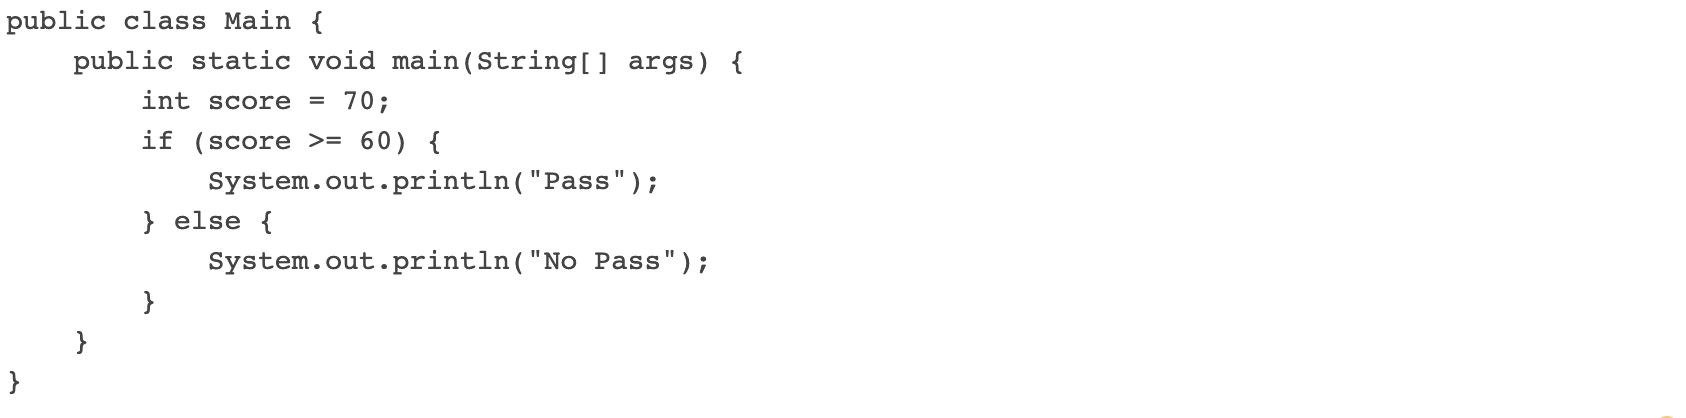 public class Main {
    public static void main(String[] args) {
        int score = 70;
        if (score >= 60) {
            System.out.println("Pass");
        } else {
            System.out.println("No Pass");
        }
    }
}